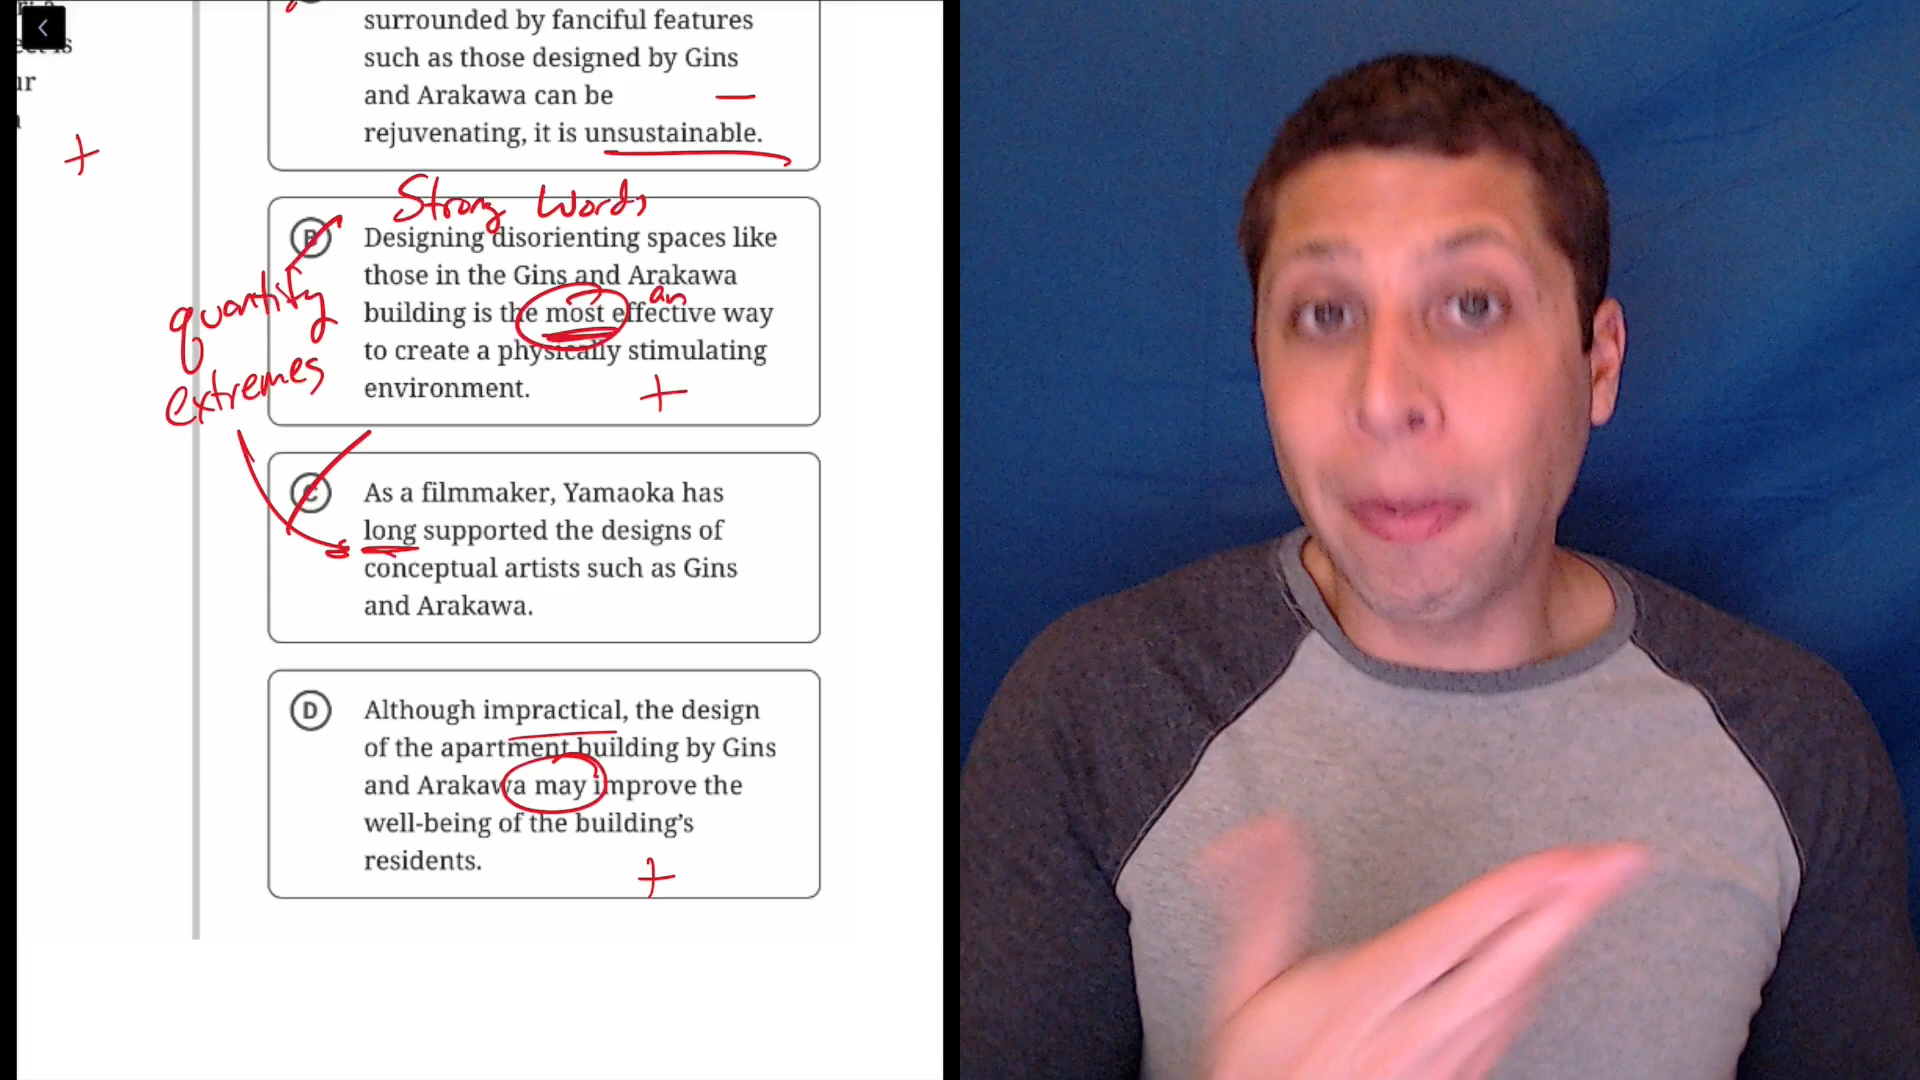 surrounded by fanciful features
such as those designed by Gins
and Arakawa can be
rejuvenating, it is unsustainable.
Strong Words
B
Designing disorienting spaces like
those in the Gins and Arakawa
building is the most effective way
an
to create a physically stimulating
environment.
quantity
extremes
C
As a filmmaker, Yamaoka has
long supported the designs of
conceptual artists such as Gins
and Arakawa.
D
Although impractical, the design
of the apartment building by Gins
and Arakawa may improve the
well-being of the building's
residents.